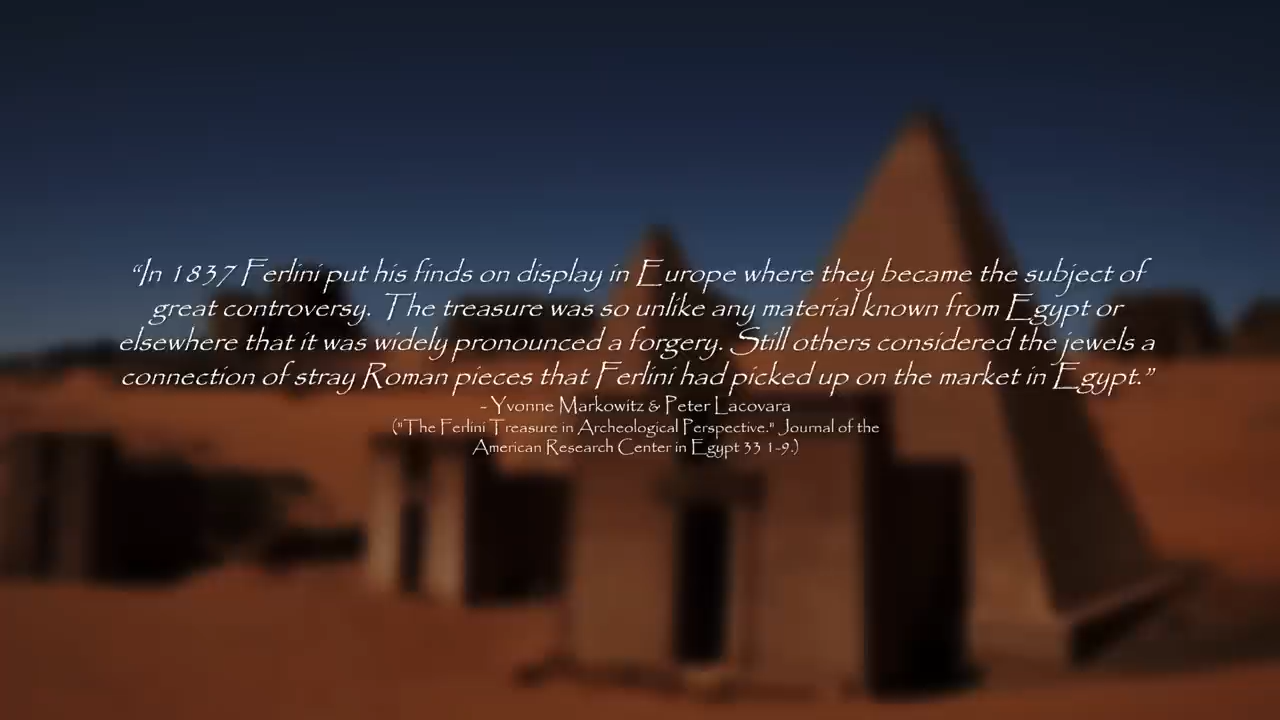 “In 1837 Ferlini put his finds on display in Europe where they became the subject of
great controversy. The treasure was so unlike any material known from Egypt or
elsewhere that it was widely pronounced a forgery. Still others considered the jewels a
connection of stray Roman pieces that Ferlini had picked up on the market in Egypt.”
- Yvonne Markowitz & Peter Lacovara
("The Ferlini Treasure in Archeological Perspective." Journal of the
American Research Center in Egypt 33 1-9.)